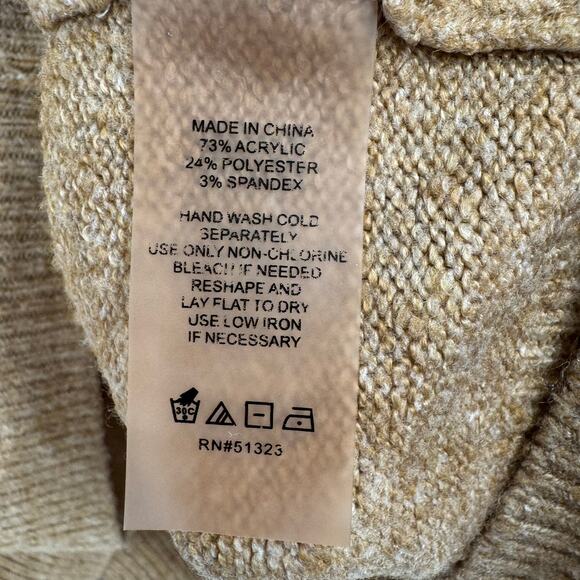 MADE IN CHINA
73% ACRYLIC
24% POLYESTER
3% SPANDEX
HAND WASH COLD
SEPARATELY
USE ONLY NON-CHLORINE
BLEACH IF NEEDED
RESHAPE AND
LAY FLAT TO DRY
USE LOW IRON
IF NECESSARY
30C
RN#51323